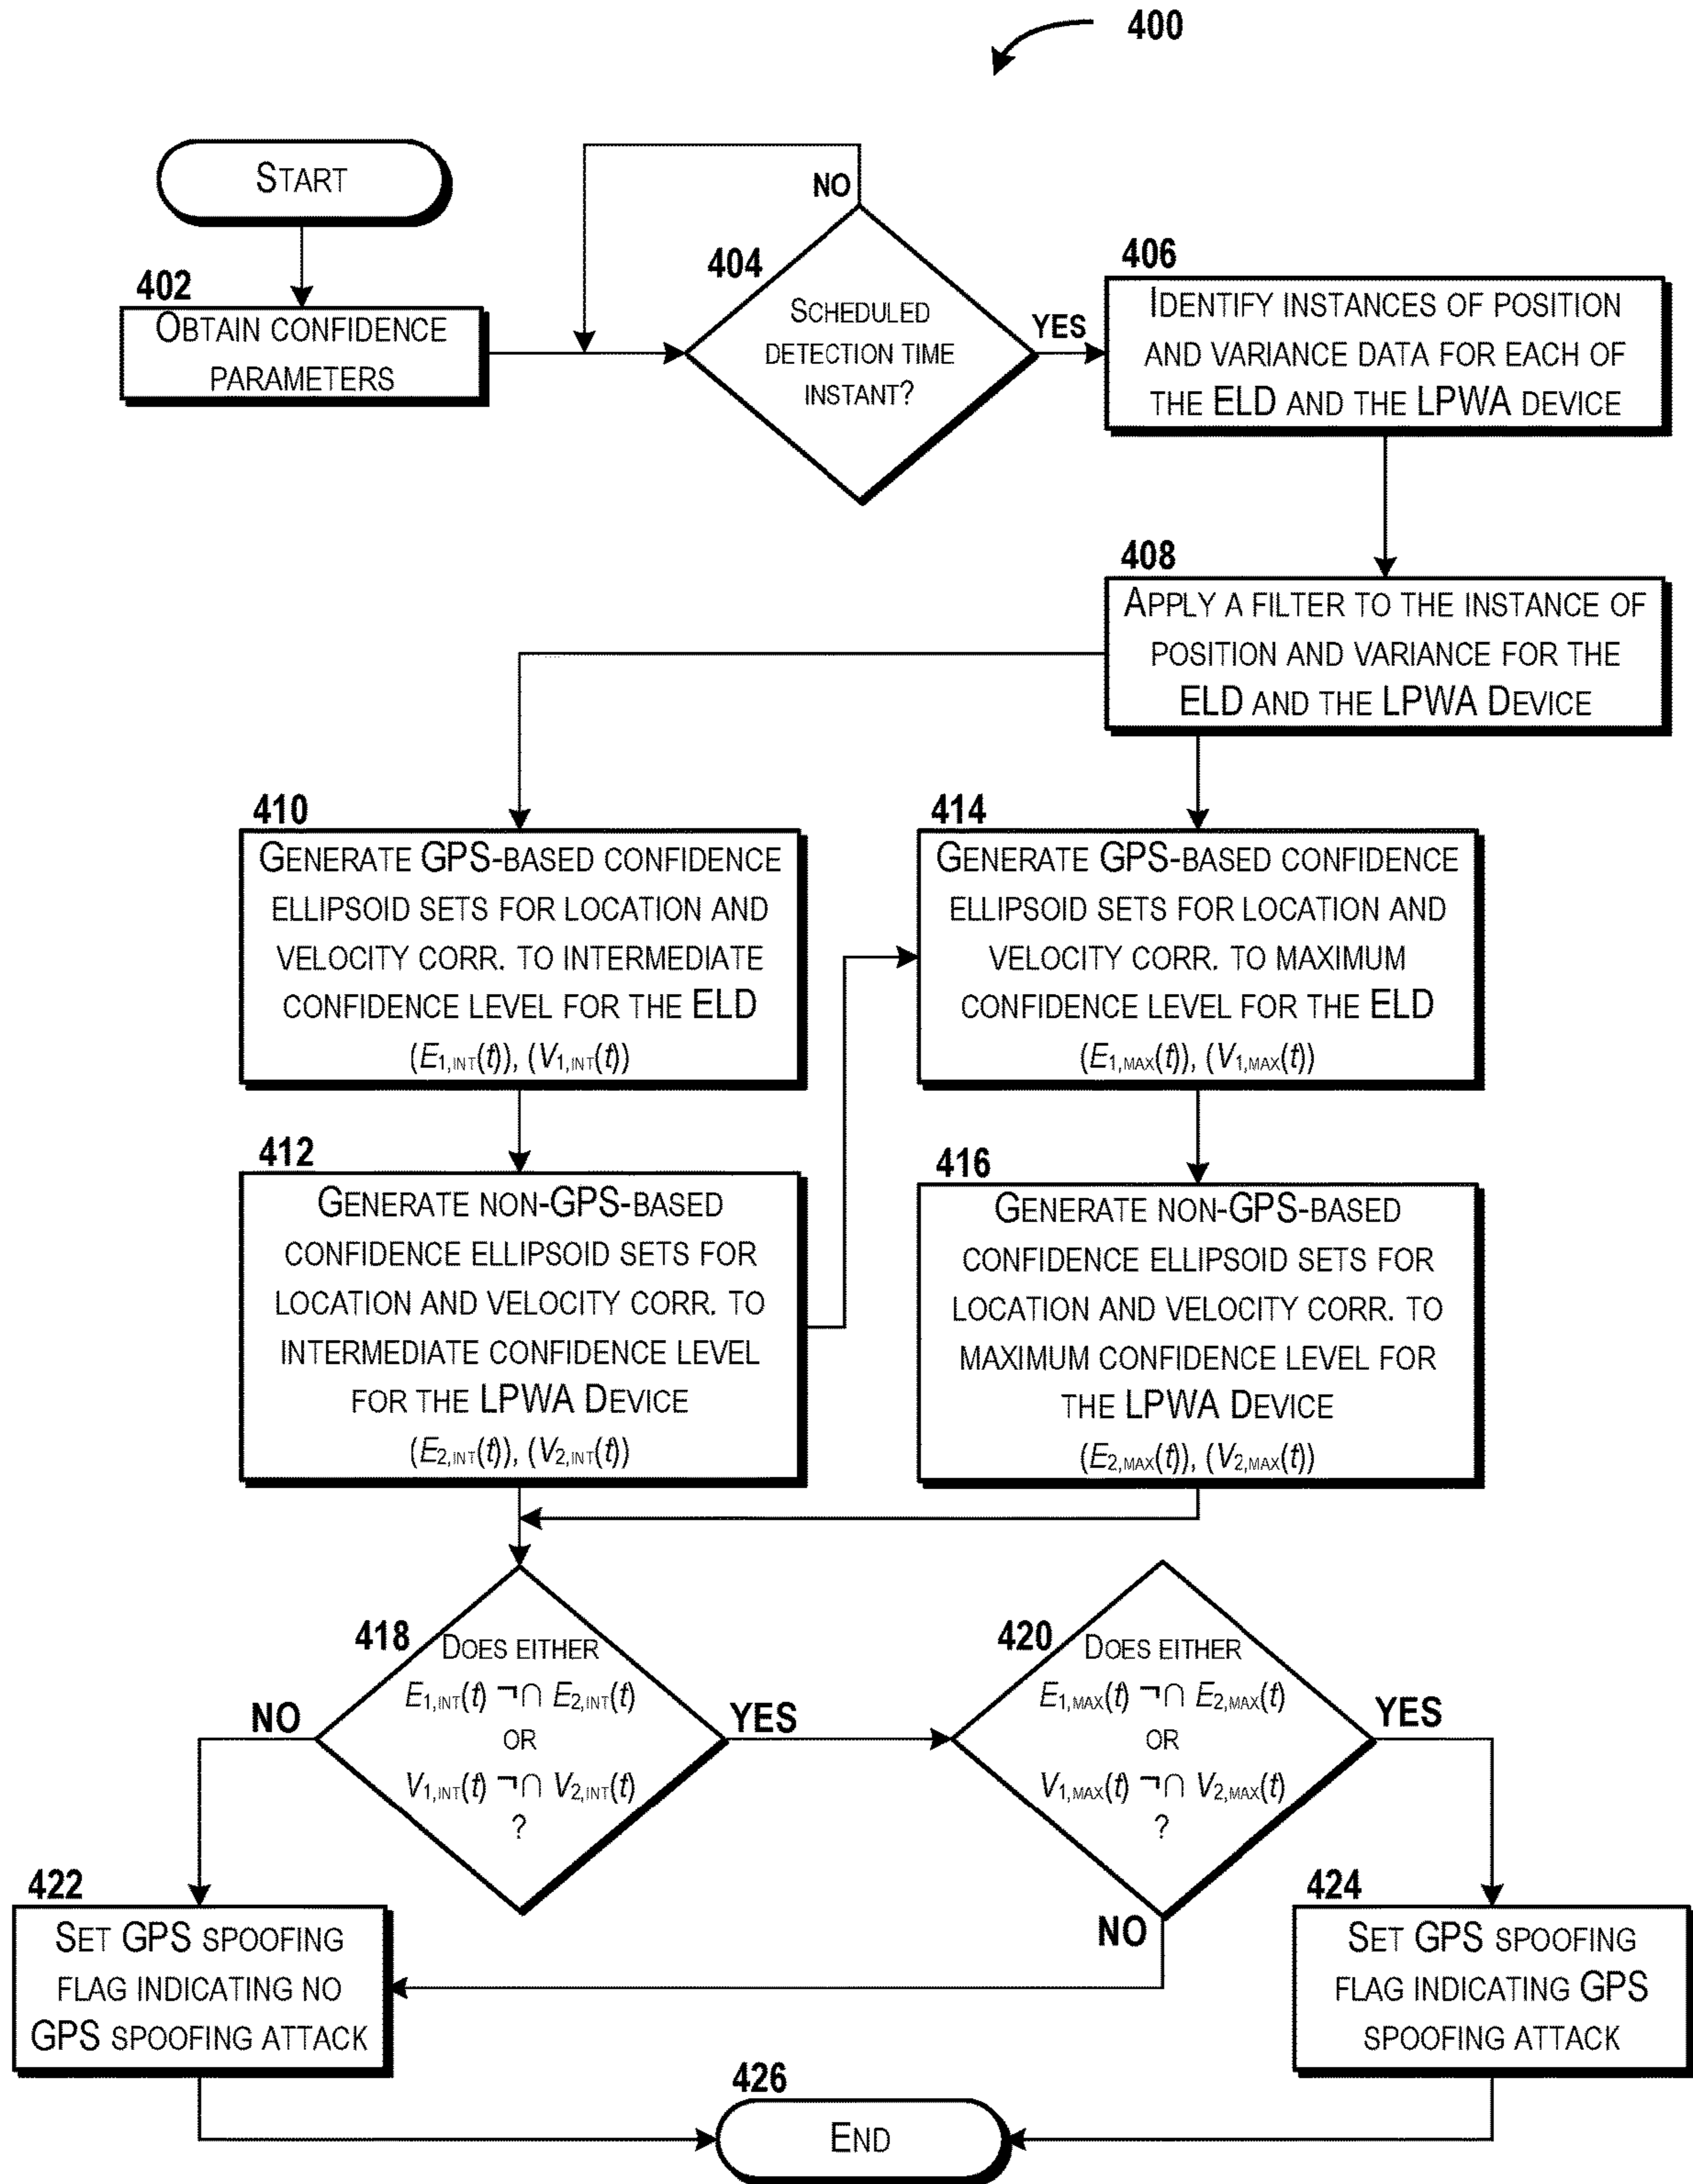 400
START
NO
402
OBTAIN CONFIDENCE
PARAMETERS
404
SCHEDULED
DETECTION TIME
INSTANT?
YES
406
IDENTIFY INSTANCES OF POSITION
AND VARIANCE DATA FOR EACH OF
THE ELD AND THE LPWA DEVICE
408
APPLY A FILTER TO THE INSTANCE OF
POSITION AND VARIANCE FOR THE
ELD AND THE LPWA DEVICE
410
GENERATE GPS-BASED CONFIDENCE
ELLIPSOID SETS FOR LOCATION AND
VELOCITY CORR. TO INTERMEDIATE
CONFIDENCE LEVEL FOR THE ELD
(E1,INT(t)), (V1,INT(t))
414
GENERATE GPS-BASED CONFIDENCE
ELLIPSOID SETS FOR LOCATION AND
VELOCITY CORR. TO MAXIMUM
CONFIDENCE LEVEL FOR THE ELD
(E1,MAX(t)), (V1,MAX(t))
412
GENERATE NON-GPS-BASED
CONFIDENCE ELLIPSOID SETS FOR
LOCATION AND VELOCITY CORR. TO
INTERMEDIATE CONFIDENCE LEVEL
FOR THE LPWA DEVICE
(E2,INT(t)), (V2,INT(t))
416
GENERATE NON-GPS-BASED
CONFIDENCE ELLIPSOID SETS FOR
LOCATION AND VELOCITY CORR. TO
MAXIMUM CONFIDENCE LEVEL FOR
THE LPWA DEVICE
(E2,MAX(t)), (V2,MAX(t))
418
DOES EITHER
E1,INT(t) ¬∩ E2,INT(t)
OR
V1,INT(t) ¬∩ V2,INT(t)
?
NO
YES
420
DOES EITHER
E1,MAX(t) ¬∩ E2,MAX(t)
OR
V1,MAX(t) ¬∩ V2,MAX(t)
?
YES
NO
422
SET GPS SPOOFING
FLAG INDICATING NO
GPS SPOOFING ATTACK
424
SET GPS SPOOFING
FLAG INDICATING GPS
SPOOFING ATTACK
426
END